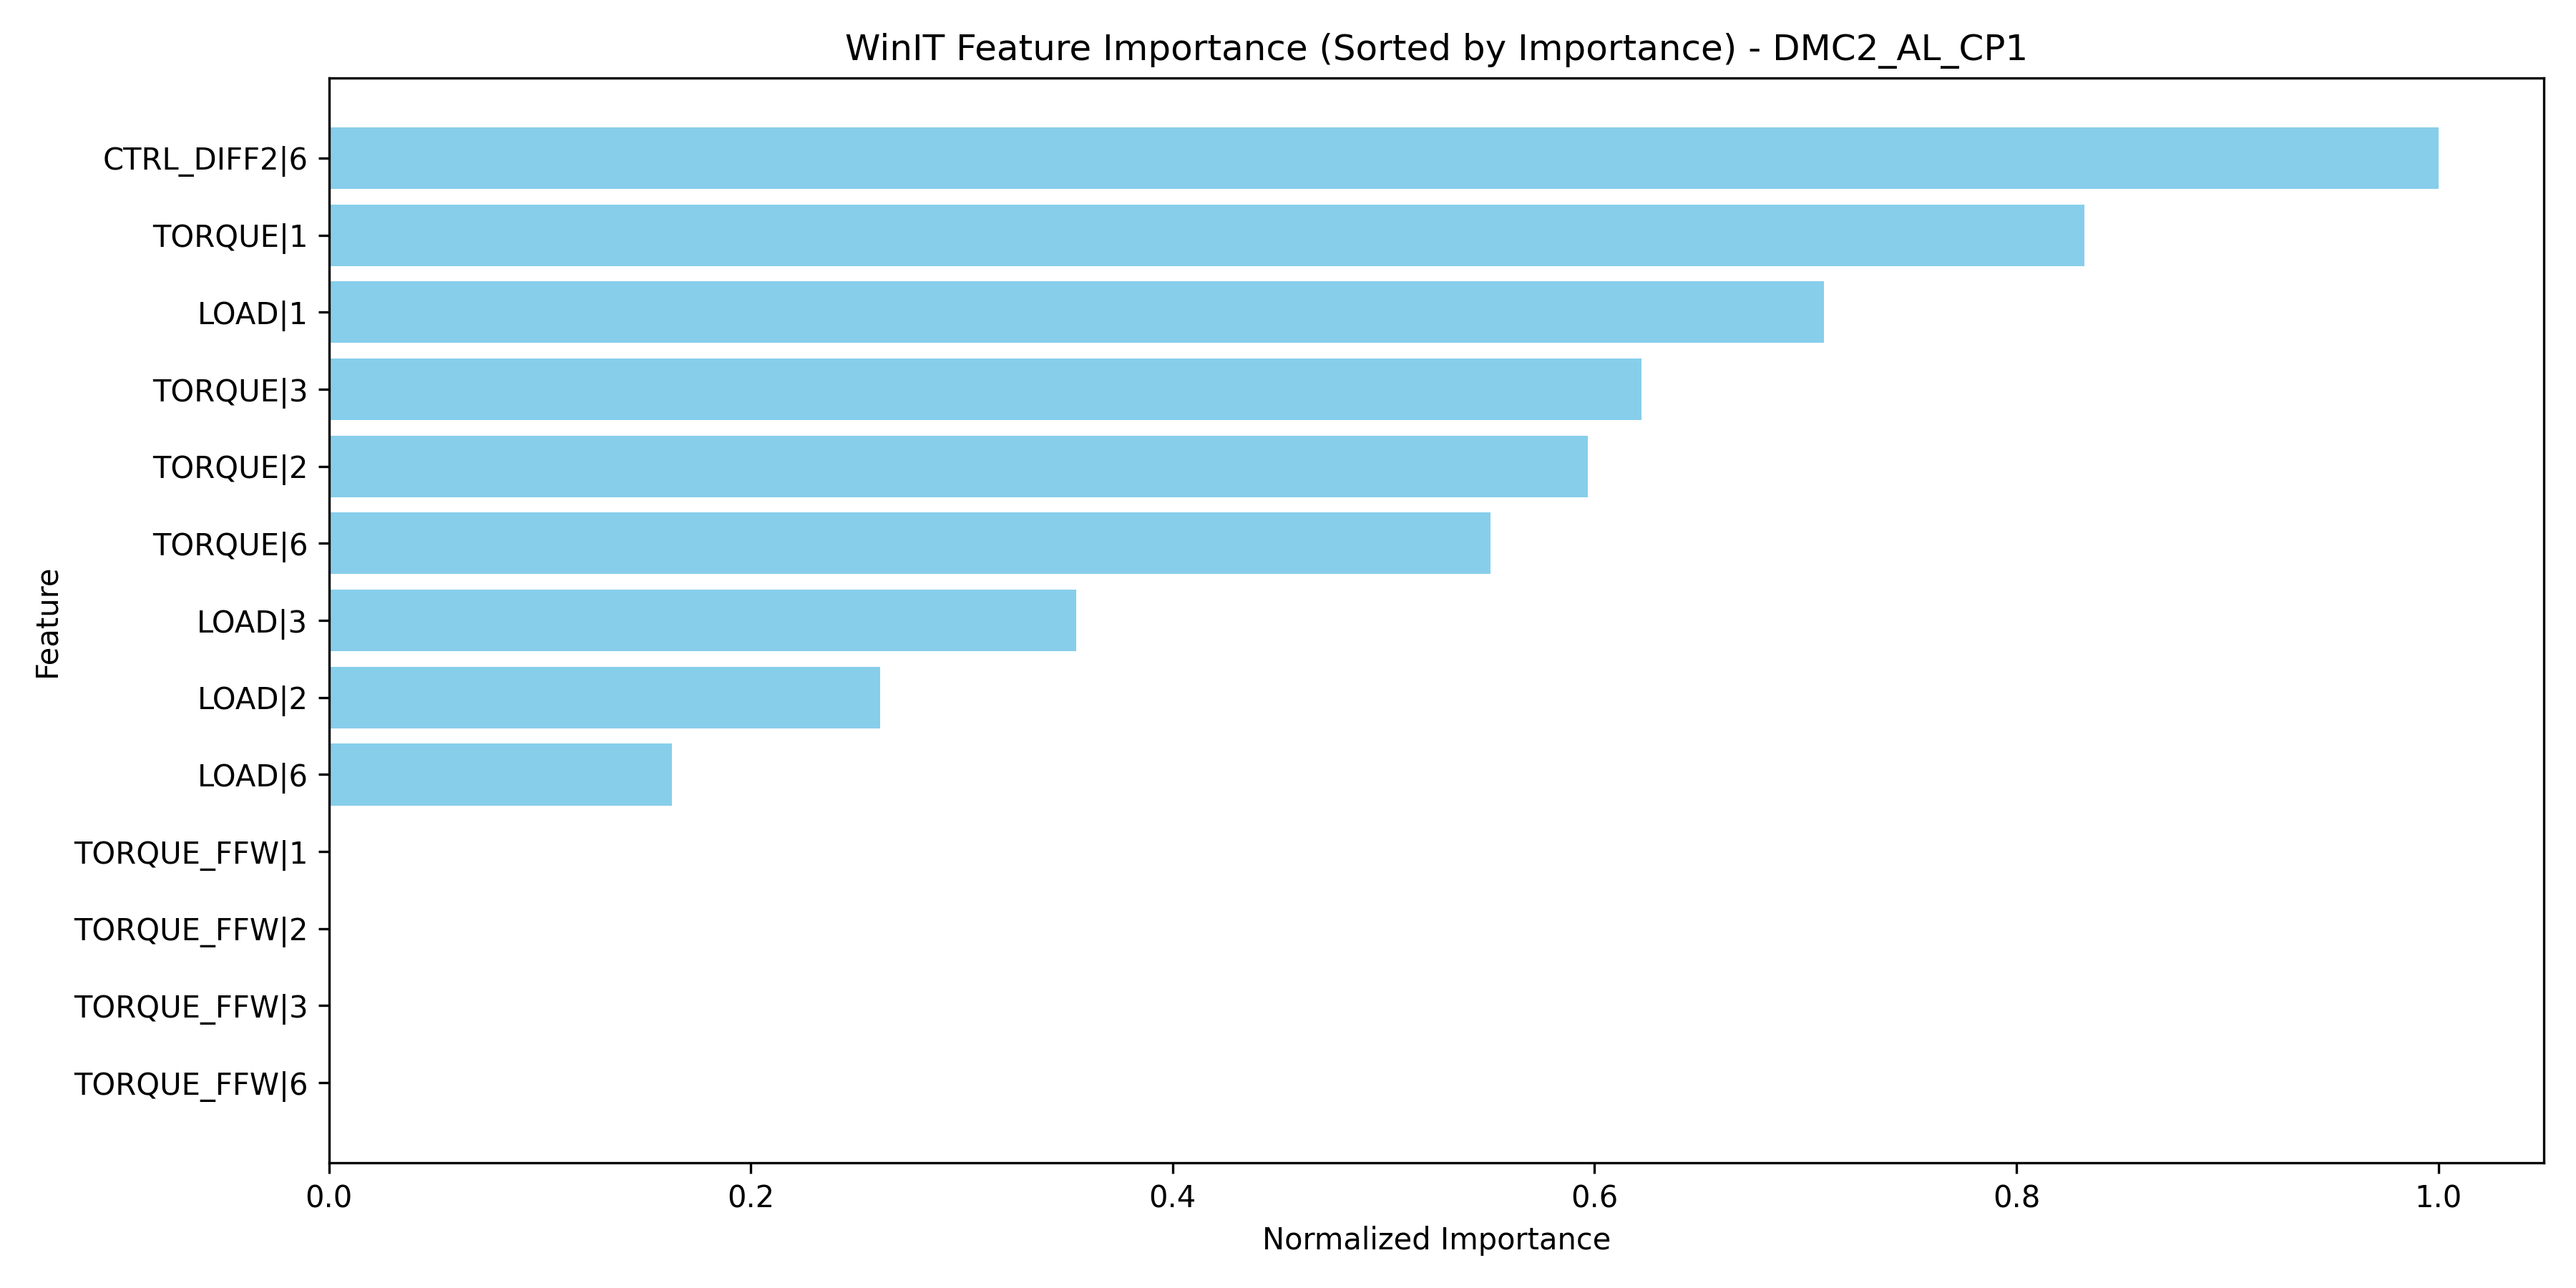 WinIT Feature Importance (Sorted by Importance) - DMC2_AL_CP1
CTRL_DIFF2|6
TORQUE|1
LOAD|1
TORQUE|3
TORQUE|2
TORQUE|6
LOAD|3
LOAD|2
LOAD|6
TORQUE_FFW|1
TORQUE_FFW|2
TORQUE_FFW|3
TORQUE_FFW|6
Feature
0.0 0.2 0.4 0.6 0.8 1.0
Normalized Importance